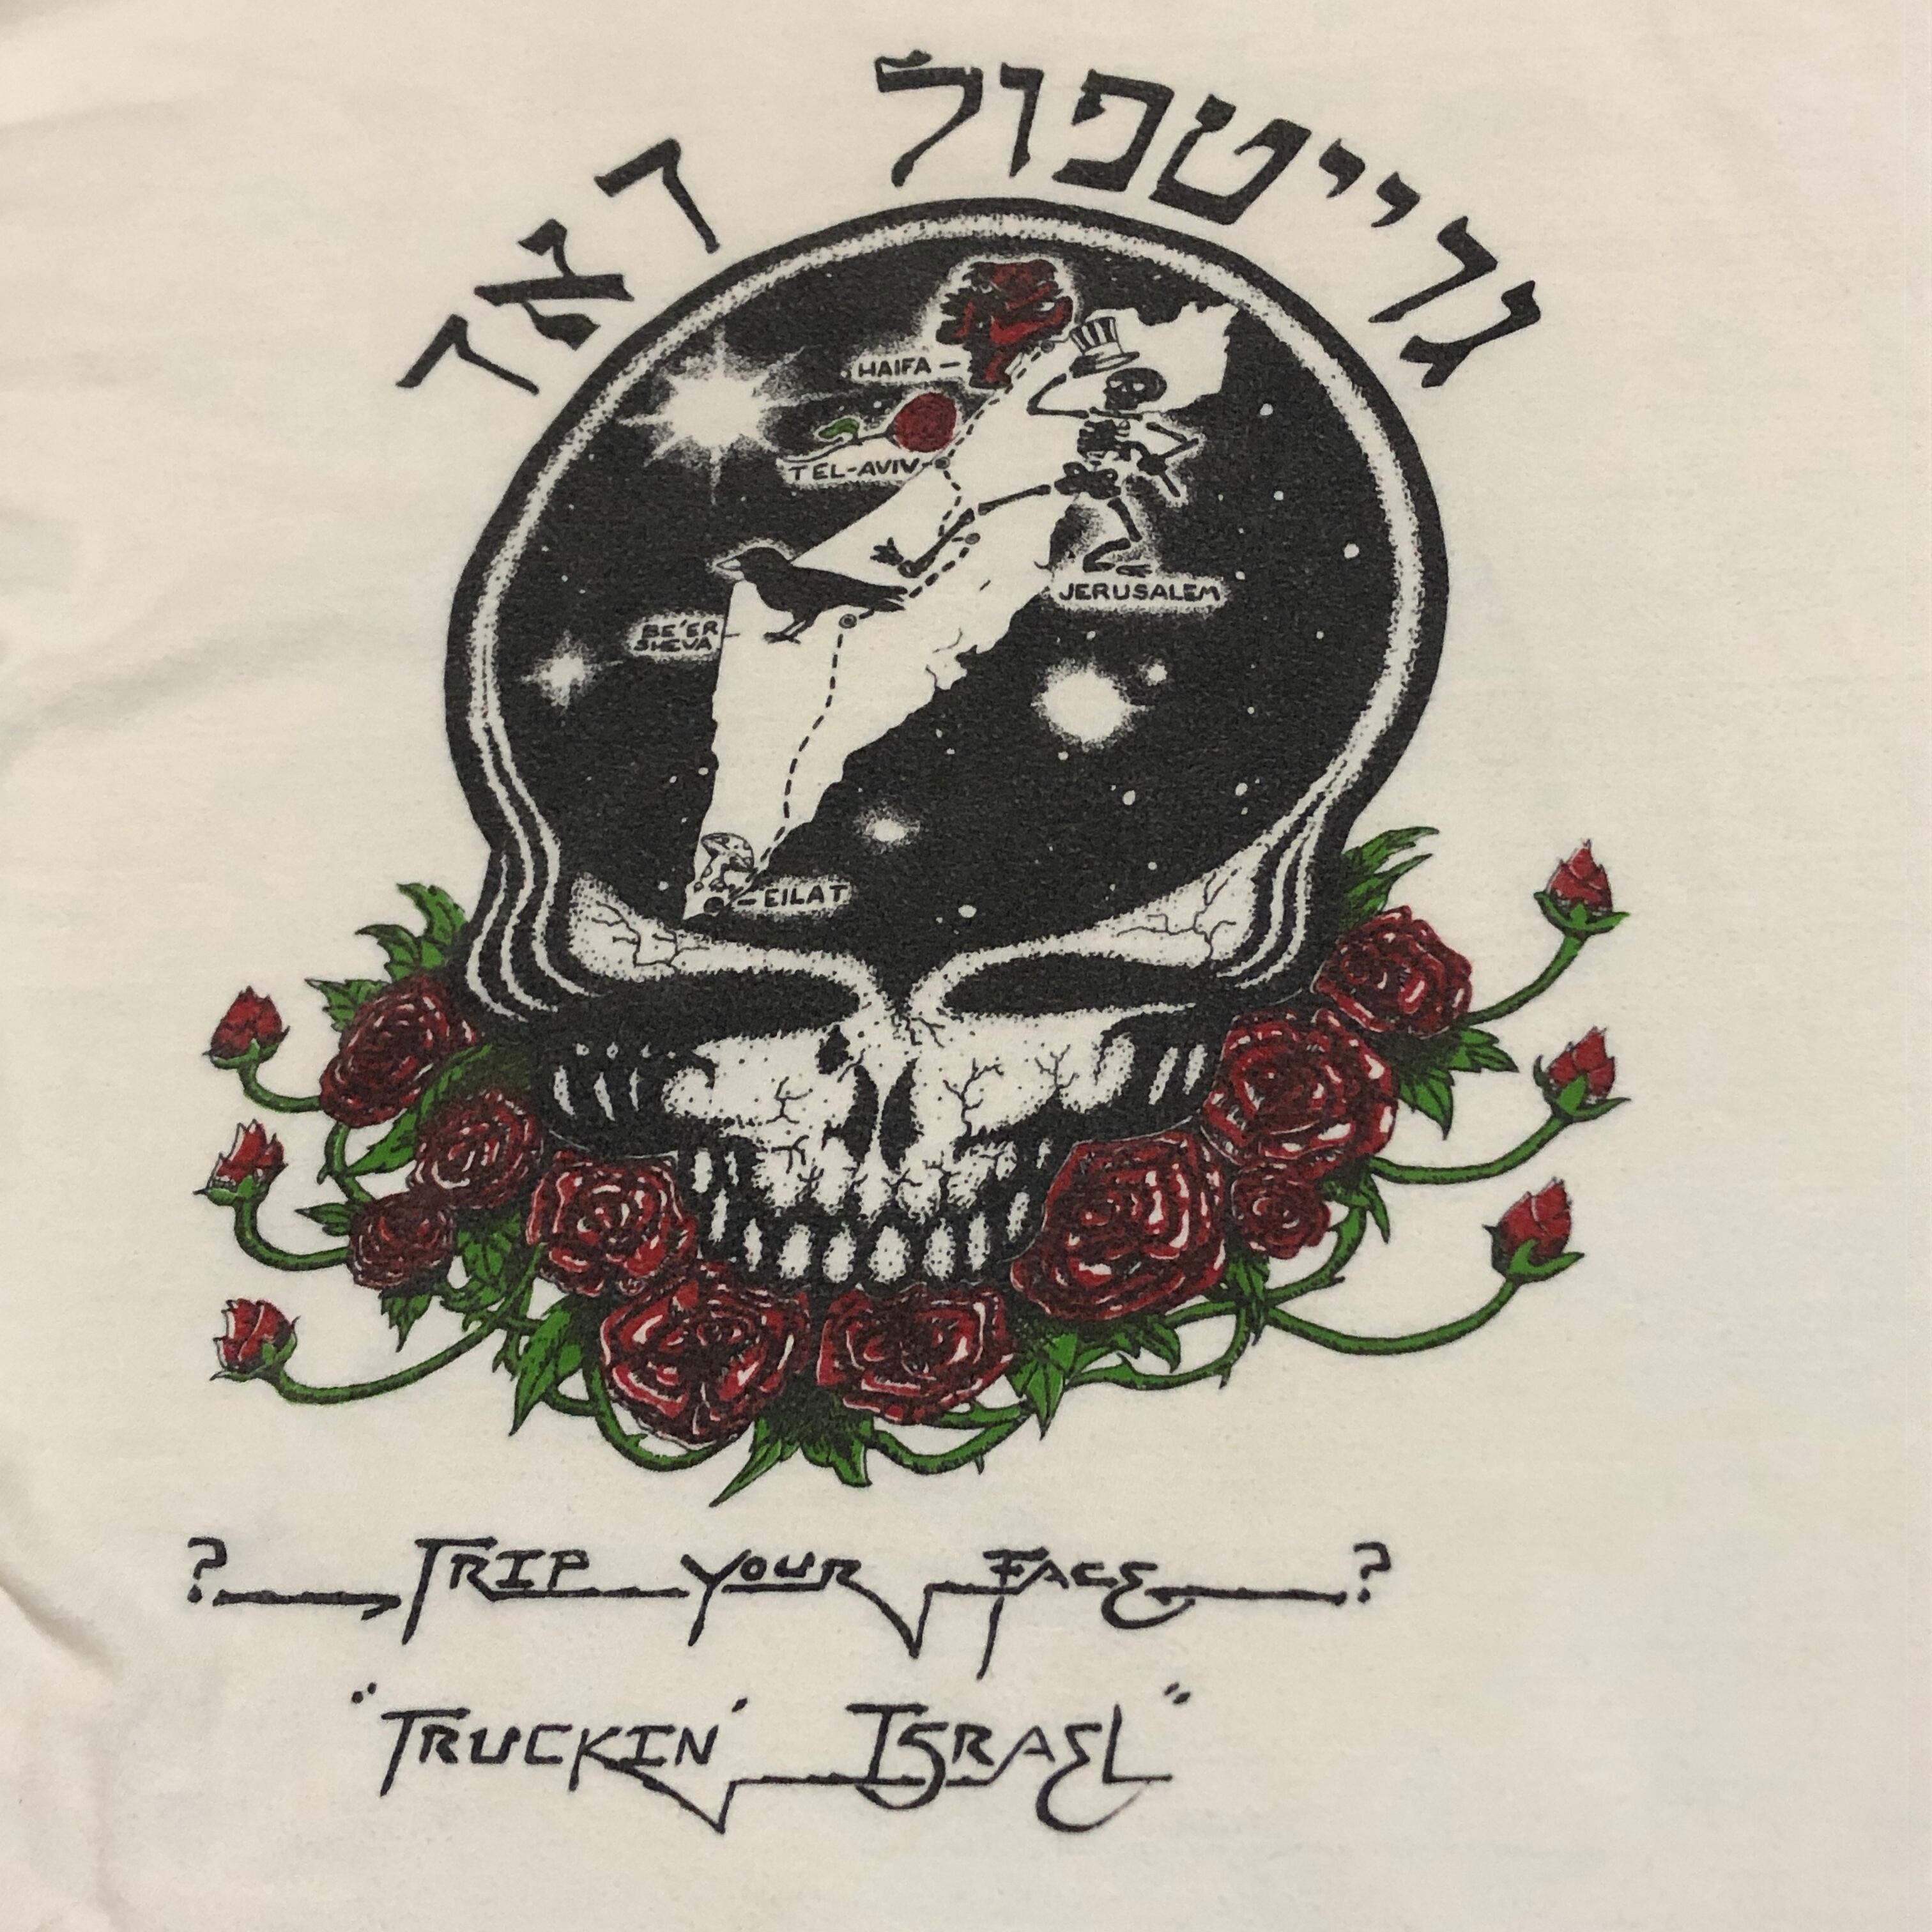 גרייטפול דאד
HAIFA
TEL-AVIV
JERUSALEM
BE'ER
SHEVA
EILAT
? TRIP YOUR FACE ?
"TRUCKIN' ISRAEL"